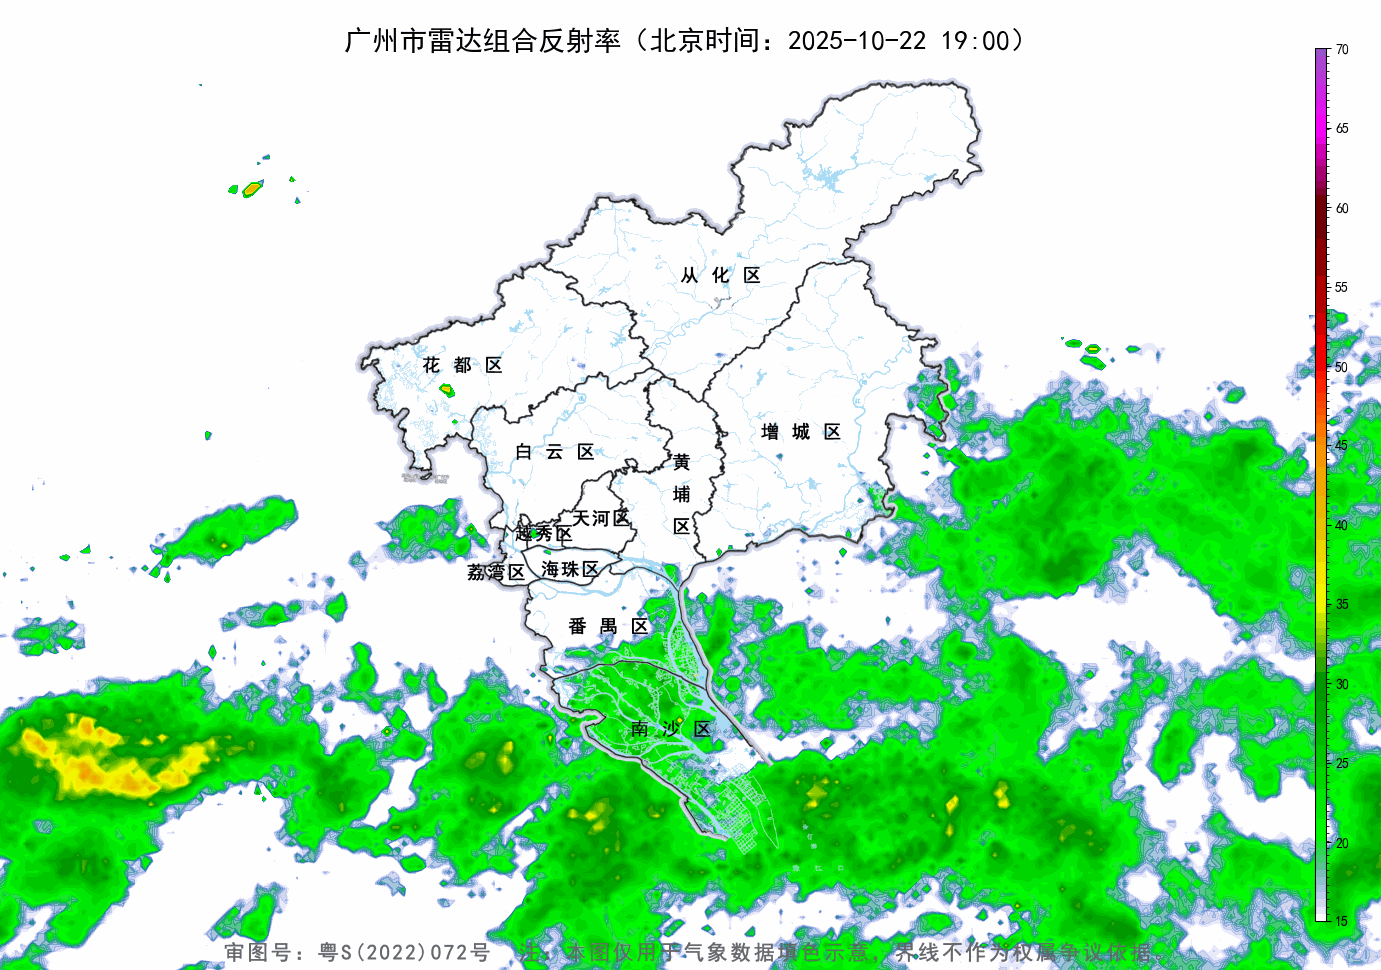 广州市雷达组合反射率（北京时间：2025-10-22 19:00）
70
65
60
55
50
45
40
35
30
25
20
15
从化区
花都区
增城区
白云区
黄埔区
天河区
越秀区
荔湾区
海珠区
番禺区
南沙区
审图号：粤S(2022)072号 注：本图仅用于气象数据填色示意，界线不作为权属争议依据。